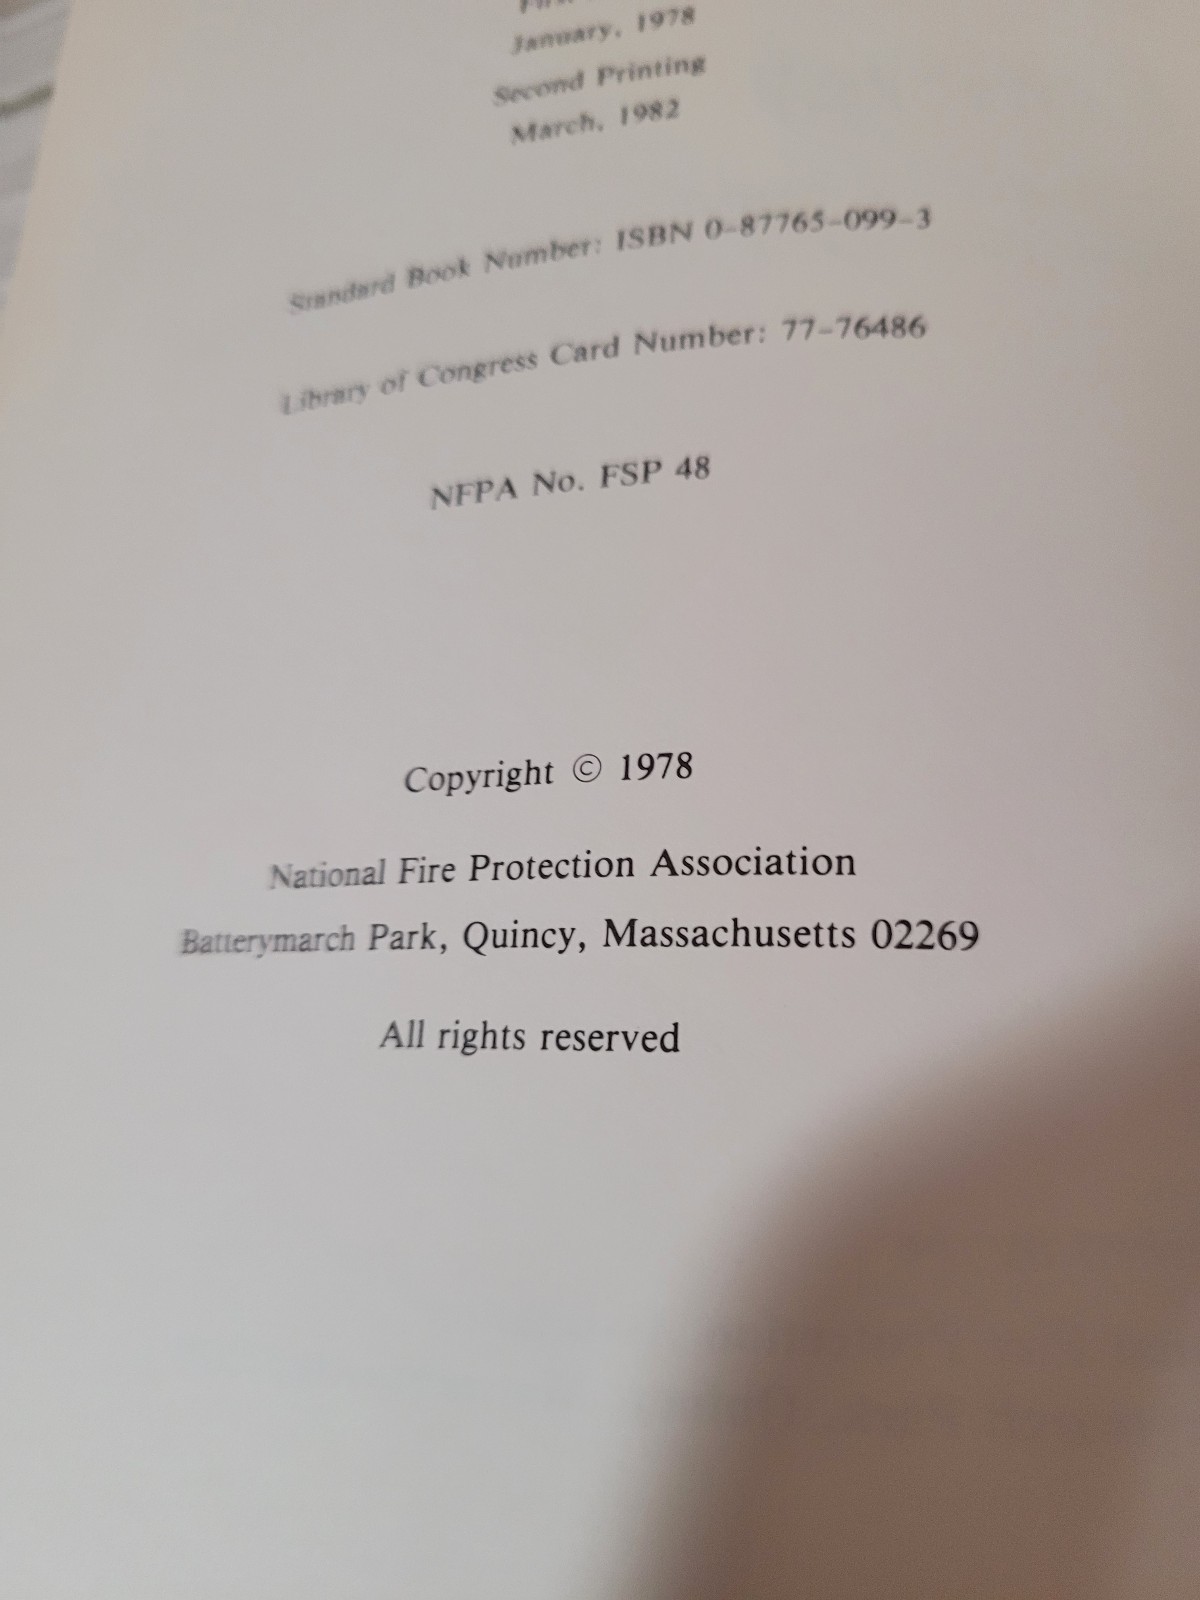 January, 1978
Second Printing
March, 1982
Standard Book Number: ISBN 0-87765-099-3
Library of Congress Card Number: 77-76486
NFPA No. FSP 48
Copyright © 1978
National Fire Protection Association
Batterymarch Park, Quincy, Massachusetts 02269
All rights reserved